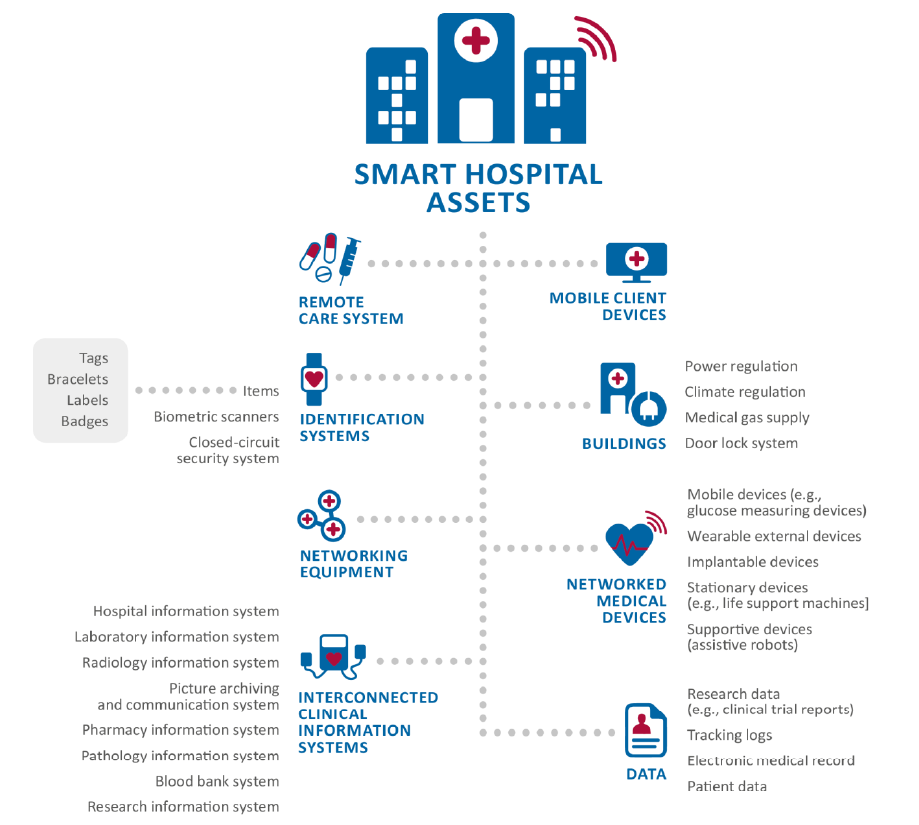 SMART HOSPITAL
ASSETS
REMOTE
CARE SYSTEM
MOBILE CLIENT
DEVICES
Tags
Bracelets
Labels
Badges
Items
Biometric scanners
Closed-circuit
security system
IDENTIFICATION
SYSTEMS
BUILDINGS
Power regulation
Climate regulation
Medical gas supply
Door lock system
NETWORKING
EQUIPMENT
NETWORKED
MEDICAL
DEVICES
Mobile devices (e.g.,
glucose measuring devices)
Wearable external devices
Implantable devices
Stationary devices
(e.g., life support machines]
Supportive devices
(assistive robots)
Hospital information system
Laboratory information system
Radiology information system
Picture archiving
and communication system
Pharmacy information system
Pathology information system
Blood bank system
Research information system
INTERCONNECTED
CLINICAL
INFORMATION
SYSTEMS
DATA
Research data
(e.g., clinical trial reports)
Tracking logs
Electronic medical record
Patient data